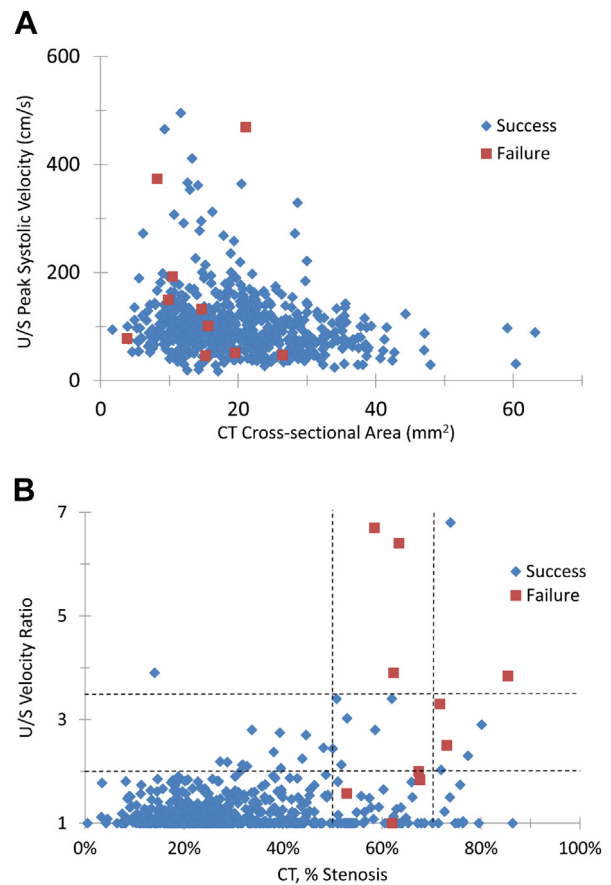 A
600
400
200
0
U/S Peak Systolic Velocity (cm/s)
Success
Failure
0 20 40 60
CT Cross-sectional Area (mm²)
B
7
5
3
1
U/S Velocity Ratio
Success
Failure
0% 20% 40% 60% 80% 100%
CT, % Stenosis